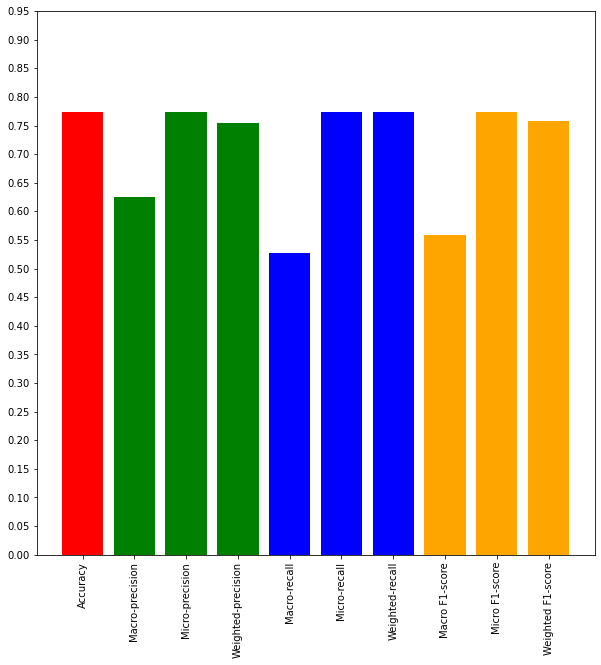 0.95
0.90
0.85
0.80
0.75
0.70
0.65
0.60
0.55
0.50
0.45
0.40
0.35
0.30
0.25
0.20
0.15
0.10
0.05
0.00
Accuracy
Macro-precision
Micro-precision
Weighted-precision
Macro-recall
Micro-recall
Weighted-recall
Macro F1-score
Micro F1-score
Weighted F1-score